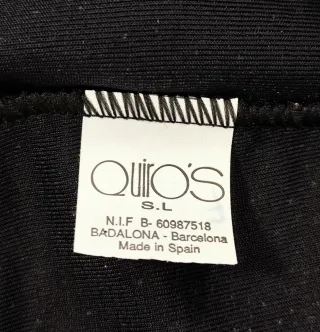 QUIRO'S
S.L
N.I.F B- 60987518
BADALONA - Barcelona
Made in Spain